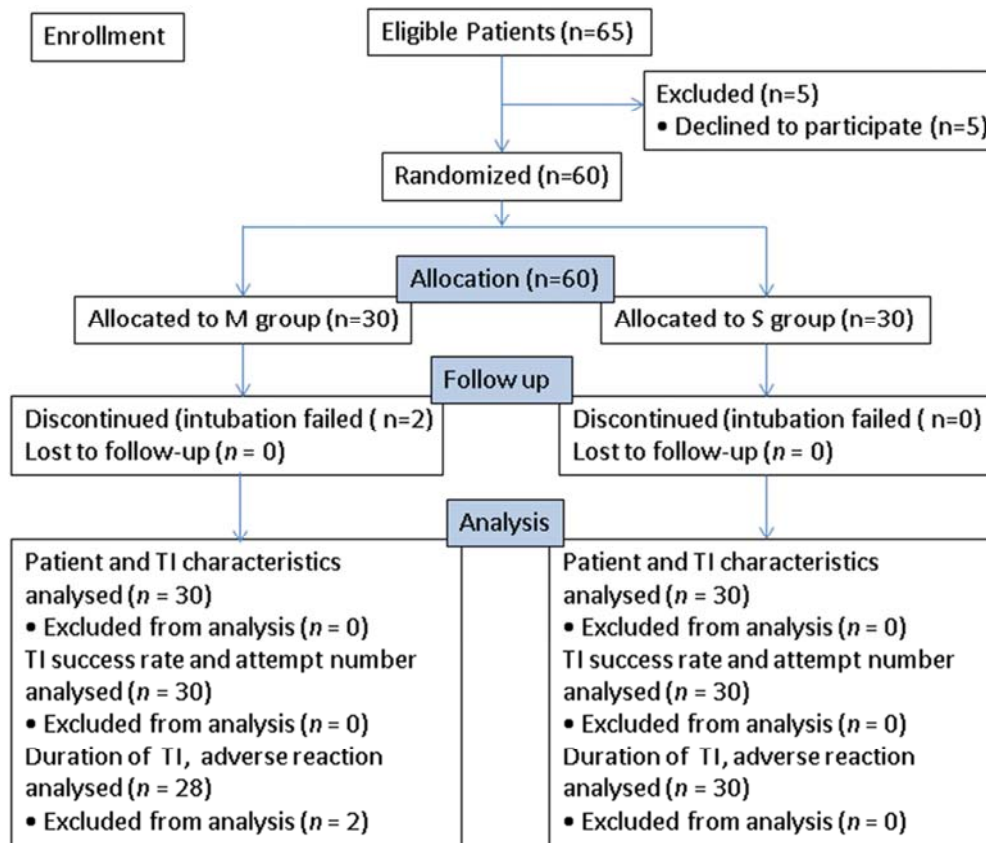 Enrollment
Eligible Patients (n=65)
Excluded (n=5)
• Declined to participate (n=5)
Randomized (n=60)
Allocation (n=60)
Allocated to M group (n=30)
Allocated to S group (n=30)
Follow up
Discontinued (intubation failed ( n=2)
Lost to follow-up (n = 0)
Discontinued (intubation failed ( n=0)
Lost to follow-up (n = 0)
Analysis
Patient and TI characteristics
analysed (n = 30)
• Excluded from analysis (n = 0)
TI success rate and attempt number
analysed (n = 30)
• Excluded from analysis (n = 0)
Duration of TI, adverse reaction
analysed (n = 28)
• Excluded from analysis (n = 2)
Patient and TI characteristics
analysed (n = 30)
• Excluded from analysis (n = 0)
TI success rate and attempt number
analysed (n = 30)
• Excluded from analysis (n = 0)
Duration of TI, adverse reaction
analysed (n = 30)
• Excluded from analysis (n = 0)